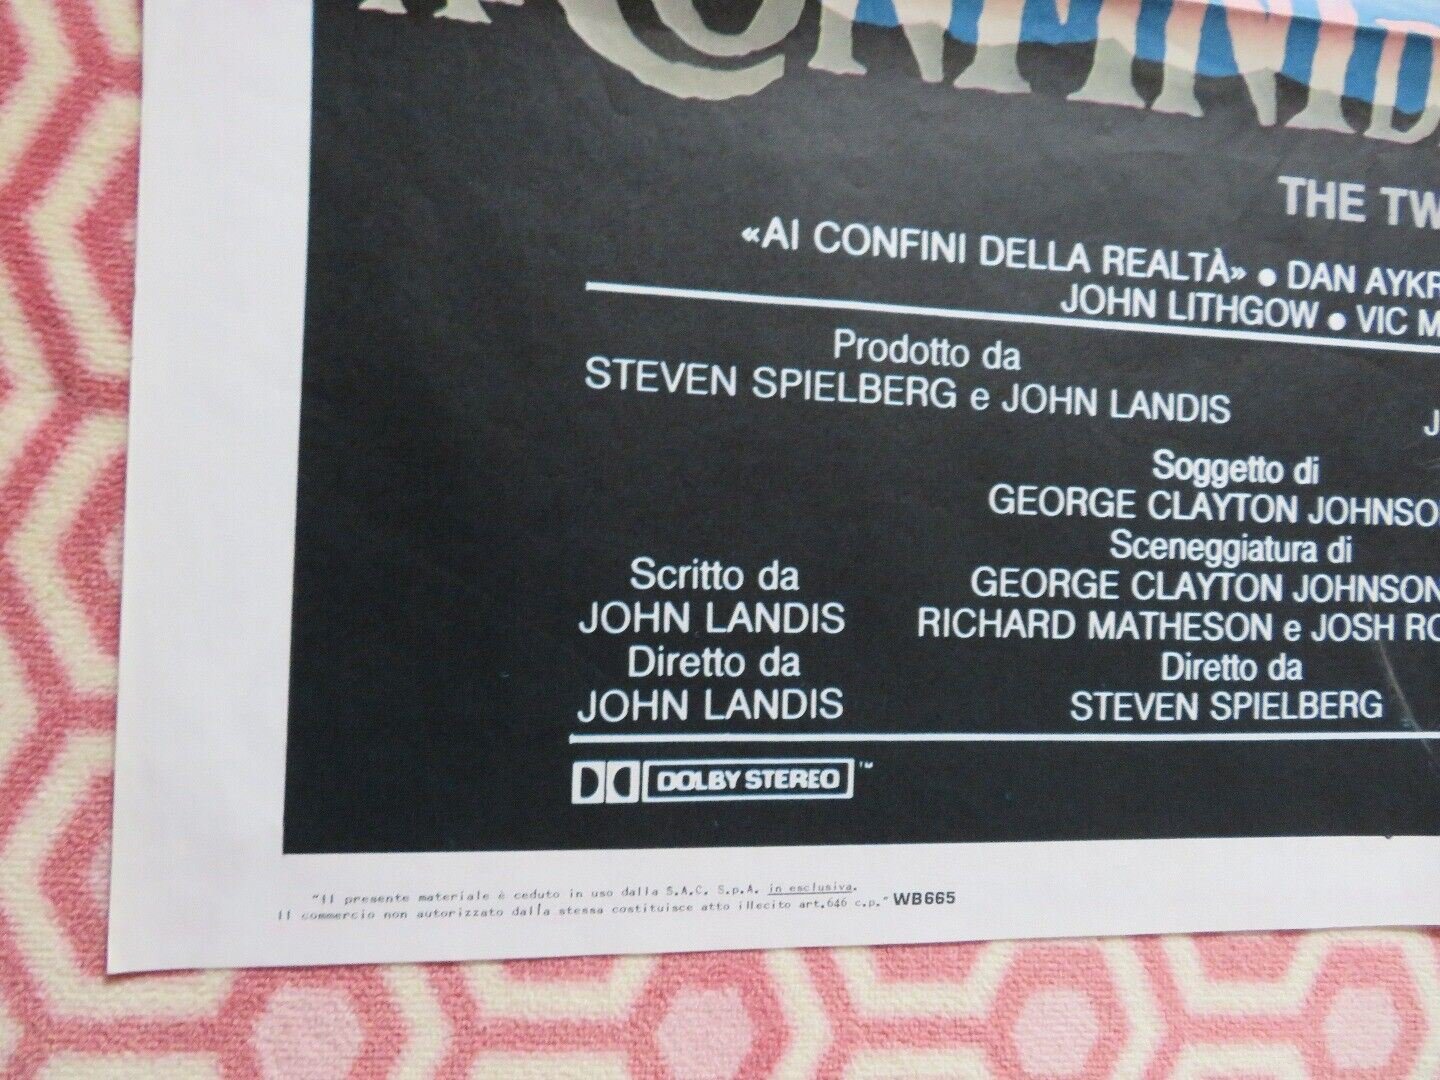 CONFINI D
THE TW
«AI CONFINI DELLA REALTÀ» ● DAN AYKR
JOHN LITHGOW ● VIC M
Prodotto da
STEVEN SPIELBERG e JOHN LANDIS
J
Soggetto di
GEORGE CLAYTON JOHNSO
Sceneggiatura di
GEORGE CLAYTON JOHNSON
RICHARD MATHESON e JOSH RO
Diretto da
STEVEN SPIELBERG
Scritto da
JOHN LANDIS
Diretto da
JOHN LANDIS
DOLBY STEREO ™
"Il presente materiale è ceduto in uso dalla S.A.C. S.p.A. in esclusiva.
Il commercio non autorizzato dalla stessa costituisce atto illecito art.646 c.p." WB665